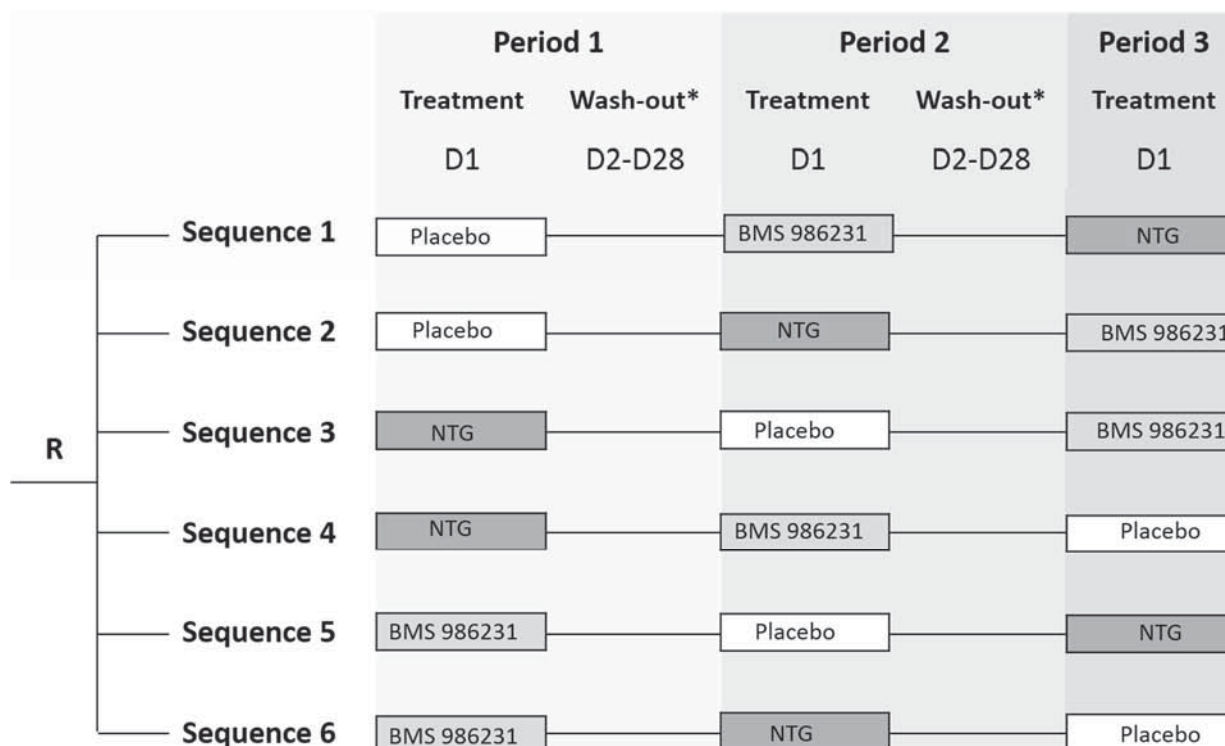 Period 1 Period 2 Period 3
Treatment Wash-out* Treatment Wash-out* Treatment
D1 D2-D28 D1 D2-D28 D1
Sequence 1 Placebo BMS 986231 NTG
Sequence 2 Placebo NTG BMS 986231
Sequence 3 NTG Placebo BMS 986231
R
Sequence 4 NTG BMS 986231 Placebo
Sequence 5 BMS 986231 Placebo NTG
Sequence 6 BMS 986231 NTG Placebo